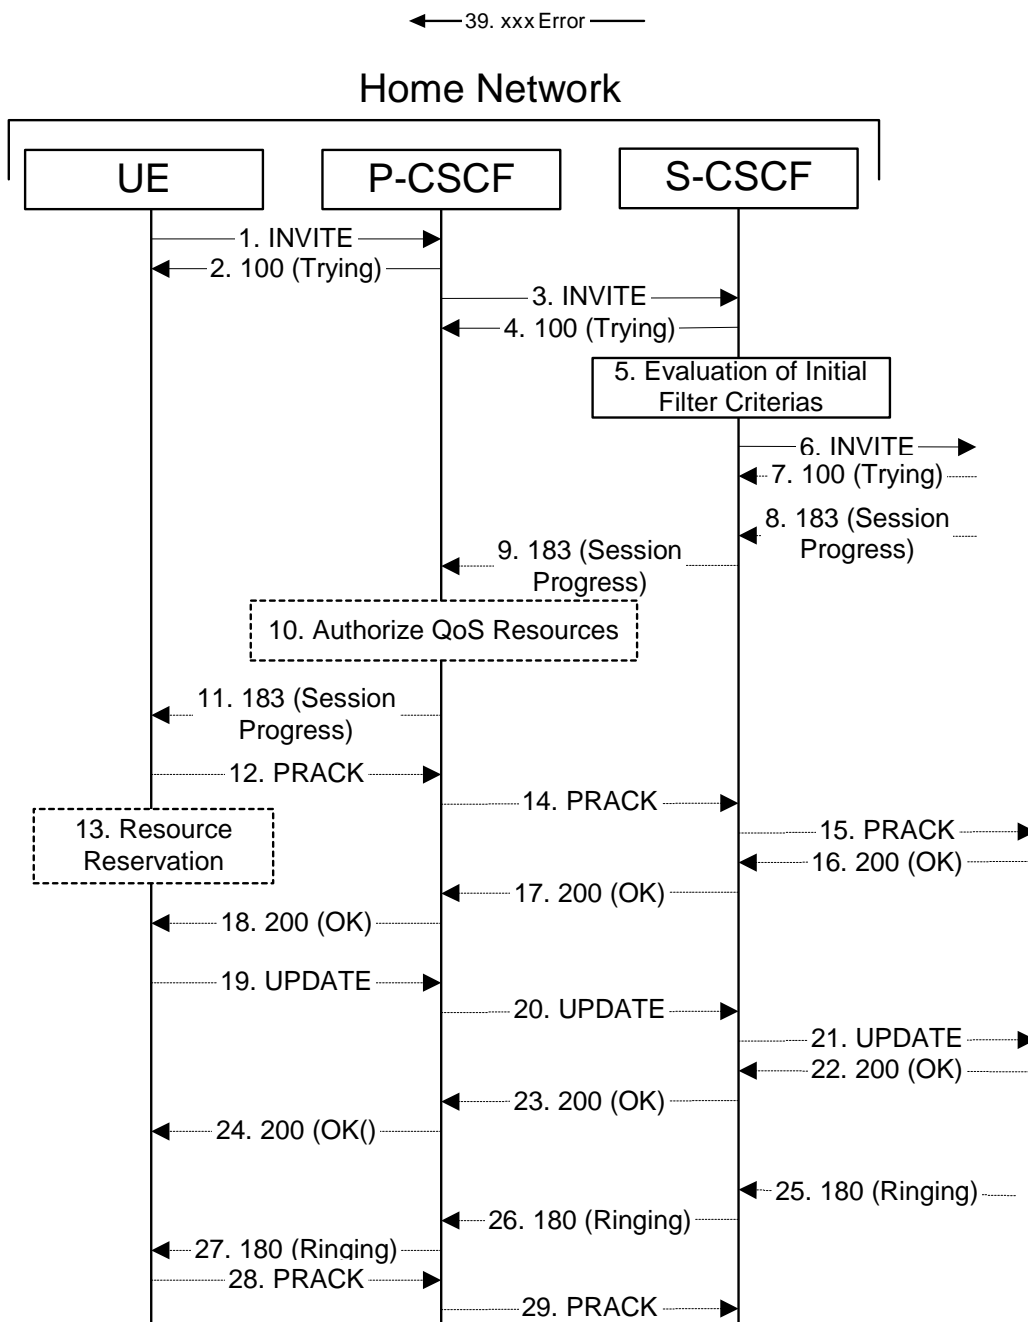 39. xxx Error
Home Network
UE
P-CSCF
S-CSCF
1. INVITE
2. 100 (Trying)
3. INVITE
4. 100 (Trying)
5. Evaluation of Initial
Filter Criterias
6. INVITE
7. 100 (Trying)
8. 183 (Session
Progress)
9. 183 (Session
Progress)
10. Authorize QoS Resources
11. 183 (Session
Progress)
12. PRACK
13. Resource
Reservation
14. PRACK
15. PRACK
16. 200 (OK)
17. 200 (OK)
18. 200 (OK)
19. UPDATE
20. UPDATE
21. UPDATE
22. 200 (OK)
23. 200 (OK)
24. 200 (OK()
25. 180 (Ringing)
26. 180 (Ringing)
27. 180 (Ringing)
28. PRACK
29. PRACK